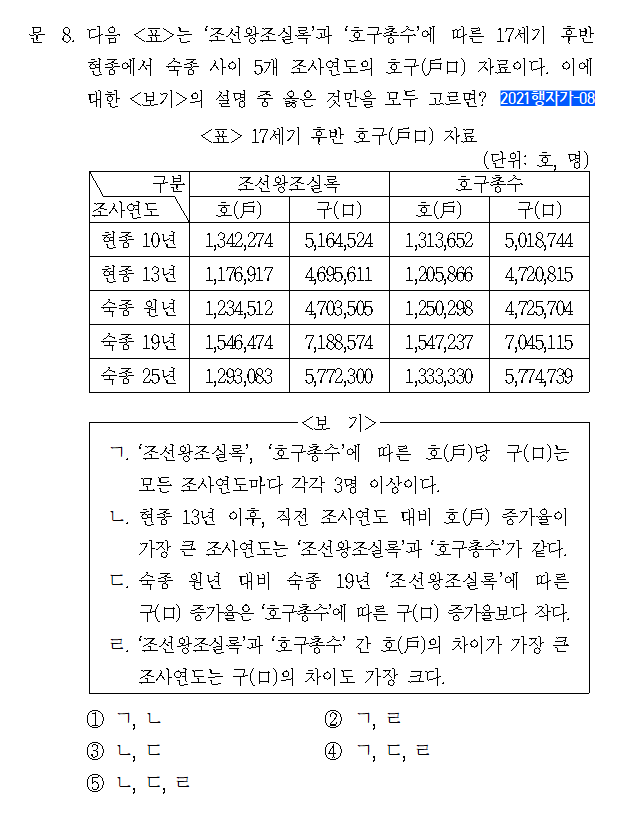 문 8. 다음 <표>는 ‘조선왕조실록’과 ‘호구총수’에 따른 17세기 후반
현종에서 숙종 사이 5개 조사연도의 호구(戶口) 자료이다. 이에
대한 <보기>의 설명 중 옳은 것만을 모두 고르면? 2021행자가-08
<표> 17세기 후반 호구(戶口) 자료
(단위: 호, 명)
구분 조선왕조실록 호구총수
조사연도 호(戶) 구(口) 호(戶) 구(口)
현종 10년 1,342,274 5,164,524 1,313,652 5,018,744
현종 13년 1,176,917 4,695,611 1,205,866 4,720,815
숙종 원년 1,234,512 4,703,505 1,250,298 4,725,704
숙종 19년 1,546,474 7,188,574 1,547,237 7,045,115
숙종 25년 1,293,083 5,772,300 1,333,330 5,774,739
<보 기>
ㄱ. ‘조선왕조실록’, ‘호구총수’에 따른 호(戶)당 구(口)는
모든 조사연도마다 각각 3명 이상이다.
ㄴ. 현종 13년 이후, 직전 조사연도 대비 호(戶) 증가율이
가장 큰 조사연도는 ‘조선왕조실록’과 ‘호구총수’가 같다.
ㄷ. 숙종 원년 대비 숙종 19년 ‘조선왕조실록’에 따른
구(口) 증가율은 ‘호구총수’에 따른 구(口) 증가율보다 작다.
ㄹ. ‘조선왕조실록’과 ‘호구총수’ 간 호(戶)의 차이가 가장 큰
조사연도는 구(口)의 차이도 가장 크다.
① ㄱ, ㄴ ② ㄱ, ㄹ
③ ㄴ, ㄷ ④ ㄱ, ㄷ, ㄹ
⑤ ㄴ, ㄷ, ㄹ